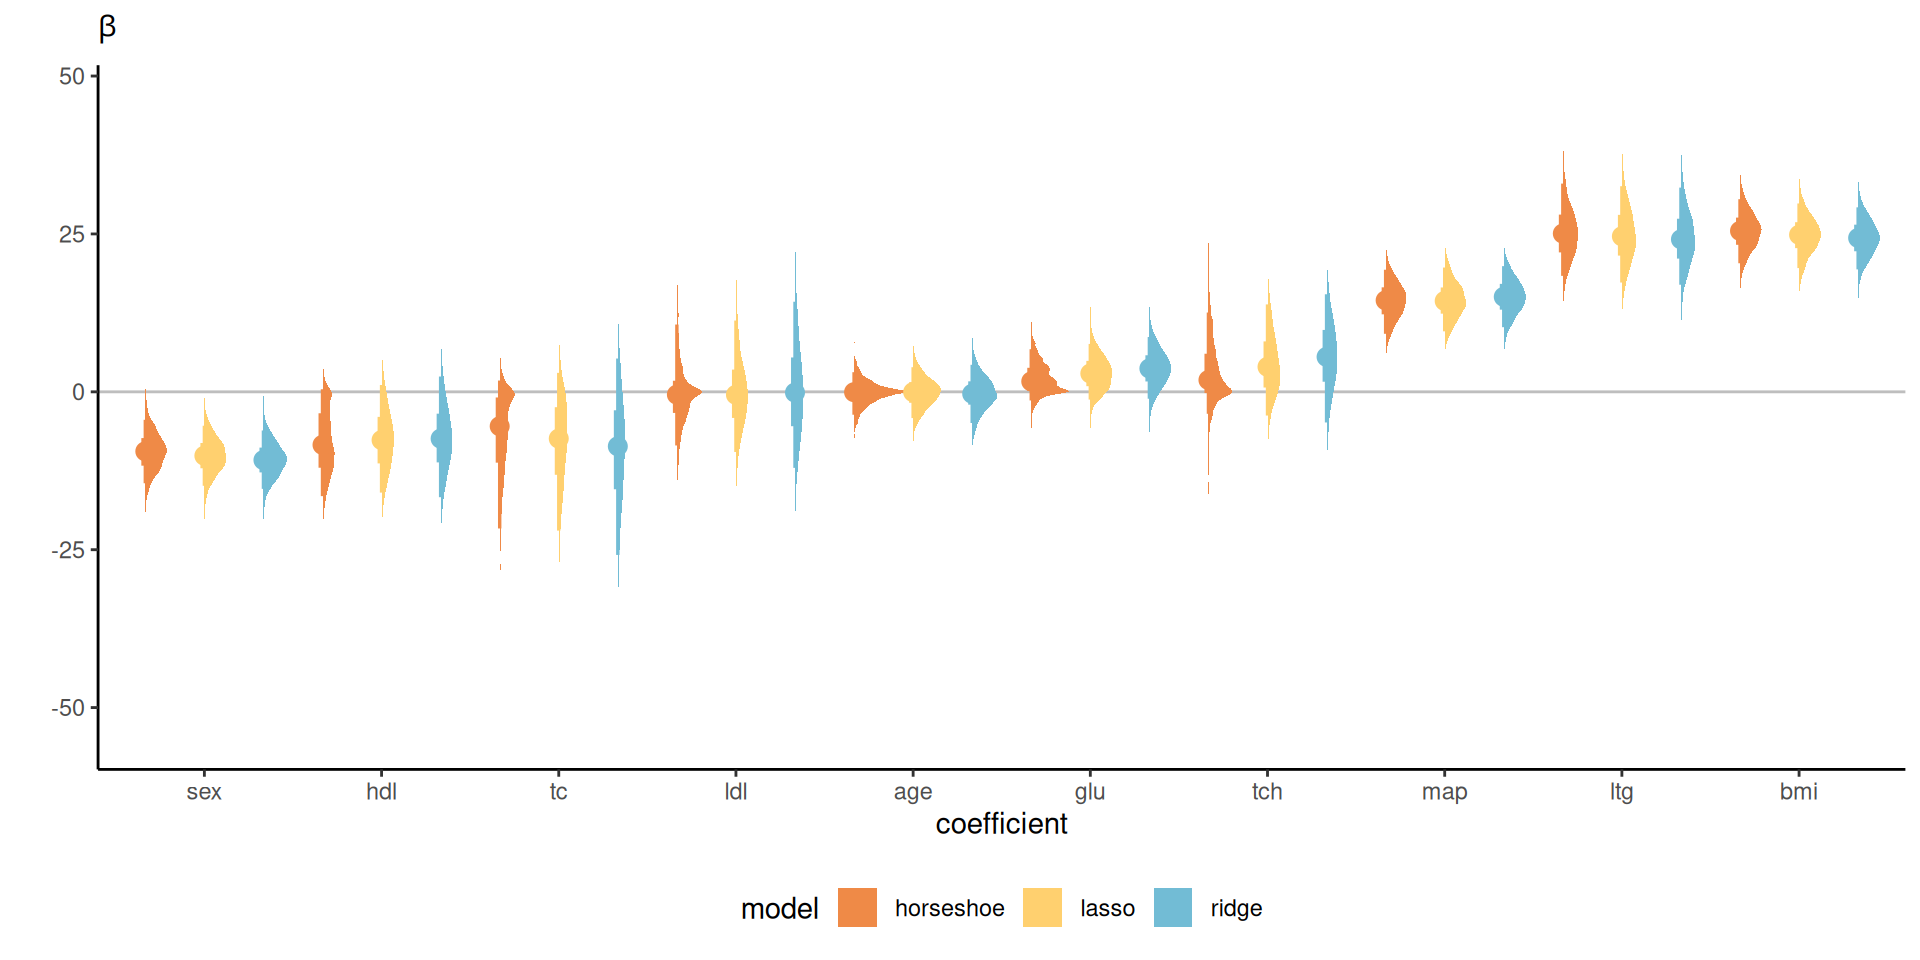 β
50
25
0
-25
-50
sex hdl tc ldl age glu tch map ltg bmi
coefficient
model horseshoe lasso ridge